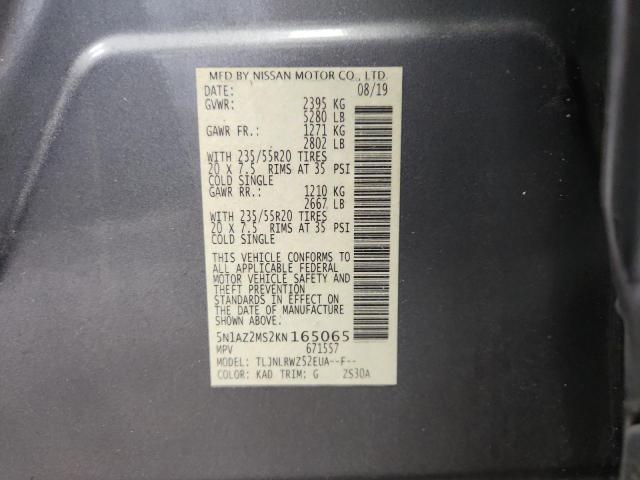 MFD BY NISSAN MOTOR CO., LTD.
DATE: 08/19
GVWR: 2395 KG
5280 LB
GAWR FR.: 1271 KG
2802 LB
WITH 235/55R20 TIRES
20 X 7.5 RIMS AT 35 PSI
COLD SINGLE
GAWR RR.: 1210 KG
2667 LB
WITH 235/55R20 TIRES
20 X 7.5 RIMS AT 35 PSI
COLD SINGLE
THIS VEHICLE CONFORMS TO
ALL APPLICABLE FEDERAL
MOTOR VEHICLE SAFETY AND
THEFT PREVENTION
STANDARDS IN EFFECT ON
THE DATE OF MANUFACTURE
SHOWN ABOVE.
5N1AZ2MS2KN165065
MPV 671557
MODEL: TLJNLRWZ52EUA--F--
COLOR: KAD TRIM: G ZS30A